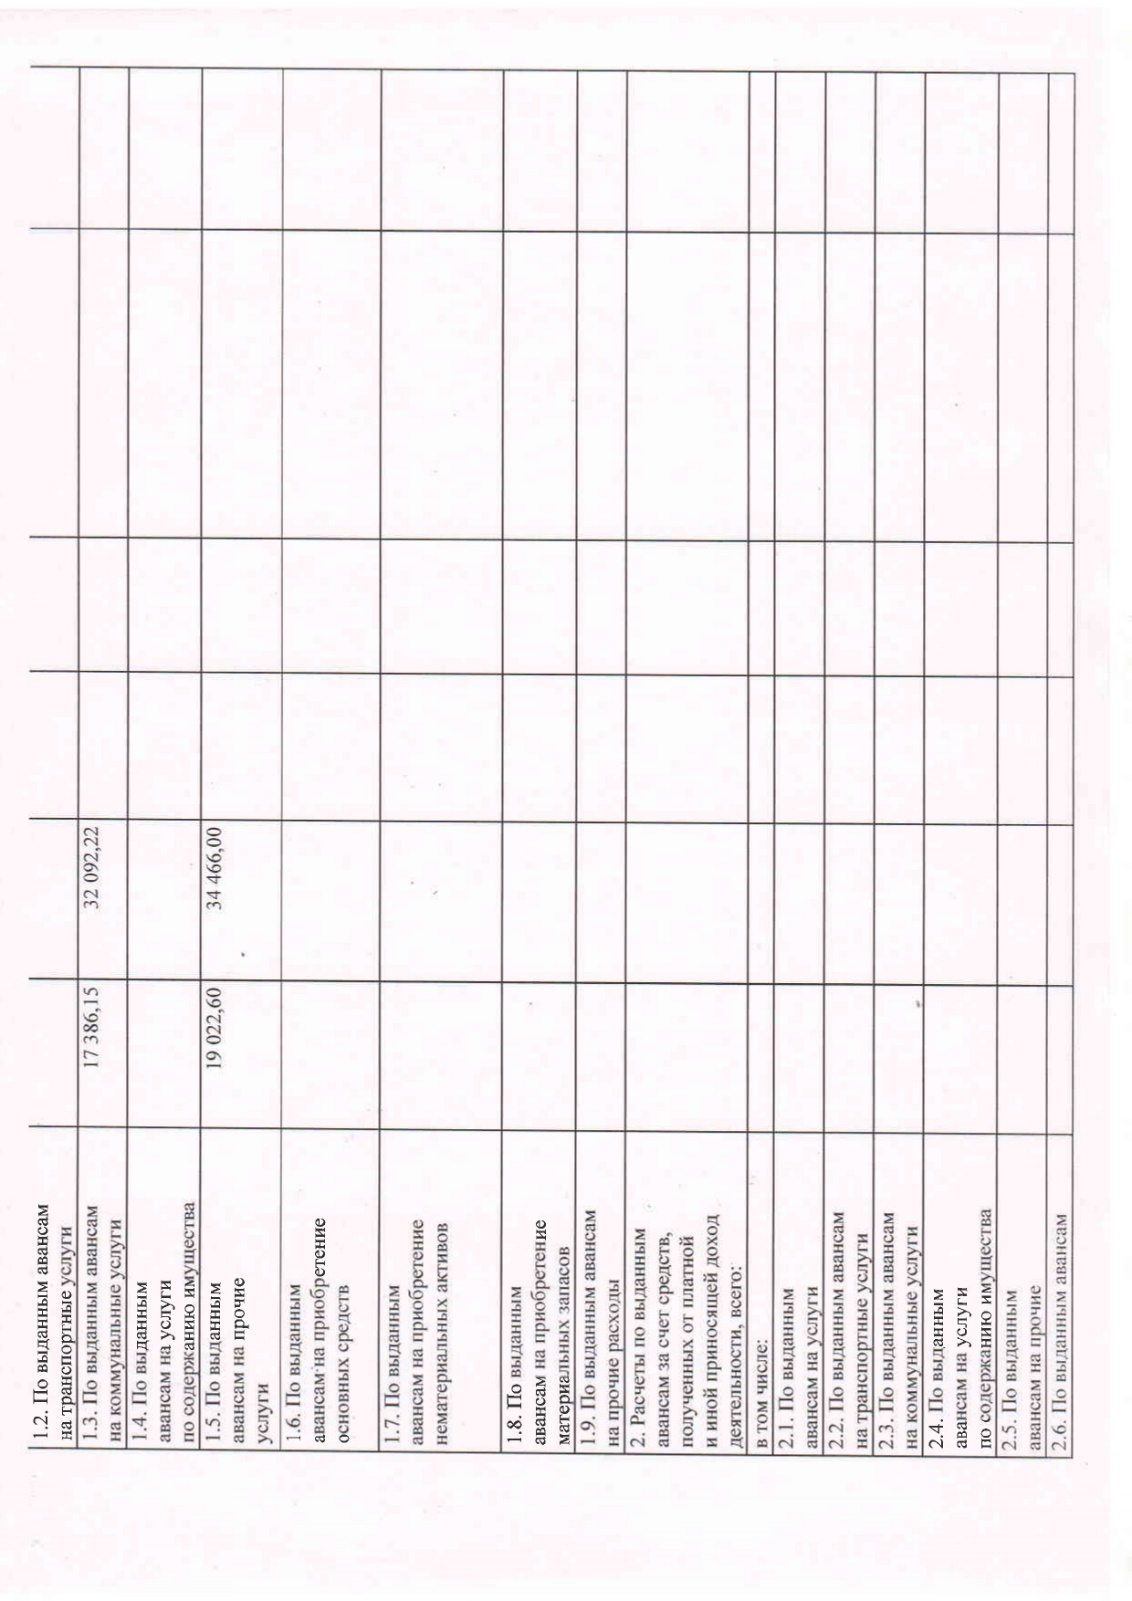 1.2. По выданным авансам
на транспортные услуги
1.3. По выданным авансам
на коммунальные услуги
17 386,15
32 092,22
1.4. По выданным
авансам на услуги
по содержанию имущества
1.5. По выданным
авансам на прочие
услуги
19 022,60
34 466,00
1.6. По выданным
авансам на приобретение
основных средств
1.7. По выданным
авансам на приобретение
нематериальных активов
1.8. По выданным
авансам на приобретение
материальных запасов
1.9. По выданным авансам
на прочие расходы
2. Расчеты по выданным
авансам за счет средств,
полученных от платной
и иной приносящей доход
деятельности, всего:
в том числе:
2.1. По выданным
авансам на услуги
2.2. По выданным авансам
на транспортные услуги
2.3. По выданным авансам
на коммунальные услуги
2.4. По выданным
авансам на услуги
по содержанию имущества
2.5. По выданным
авансам на прочие
2.6. По выданным авансам